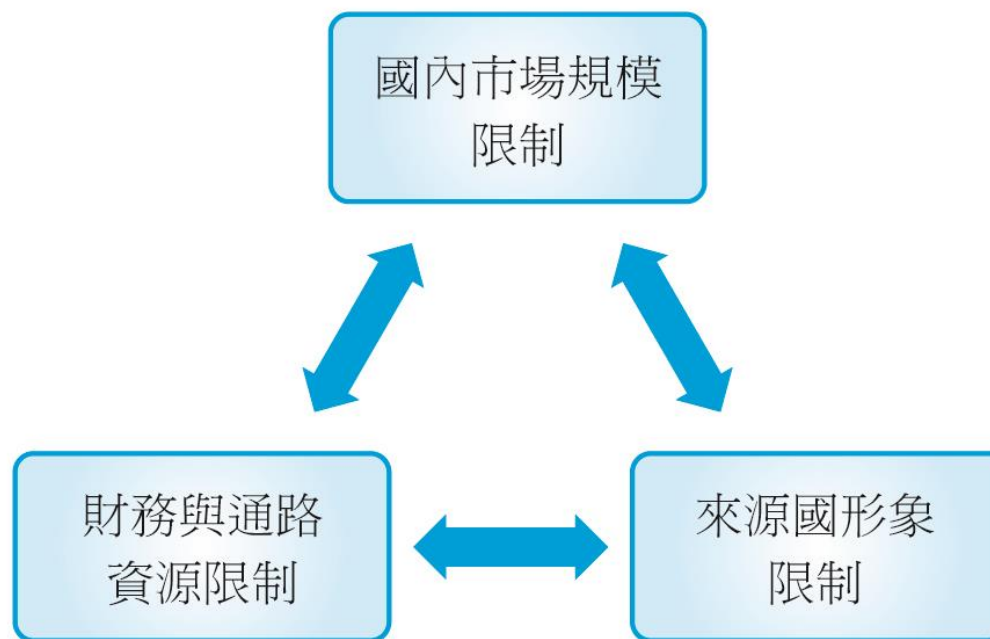 國內市場規模
限制
財務與通路
資源限制
來源國形象
限制